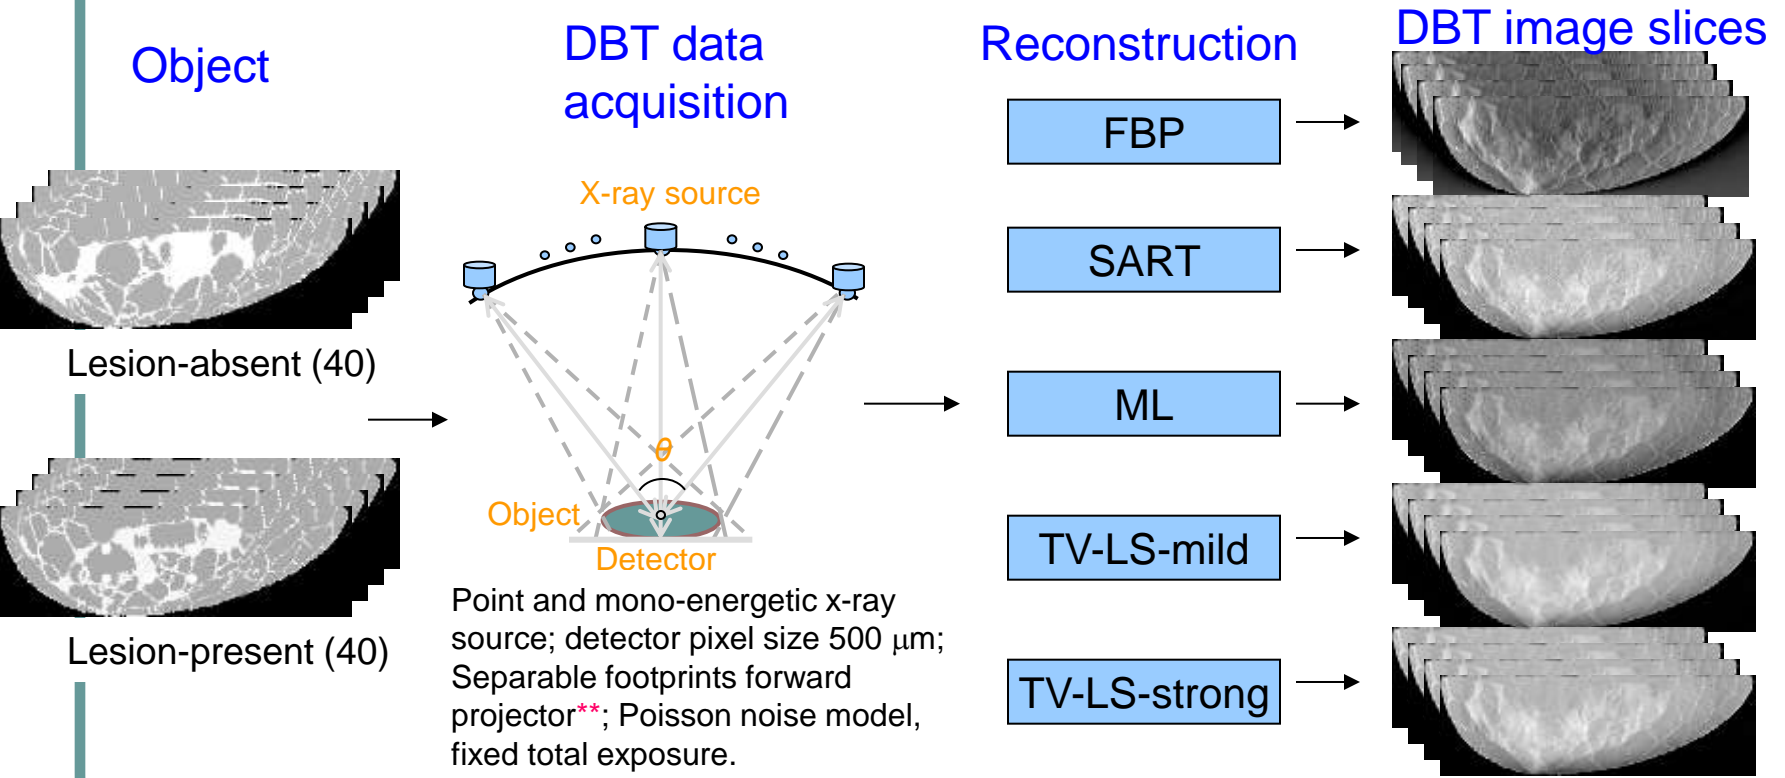 Object
DBT data
acquisition
Reconstruction
DBT image slices
X-ray source
θ
Object
Detector
Lesion-absent (40)
Lesion-present (40)
Point and mono-energetic x-ray
source; detector pixel size 500 μm;
Separable footprints forward
projector**; Poisson noise model,
fixed total exposure.
FBP
SART
ML
TV-LS-mild
TV-LS-strong